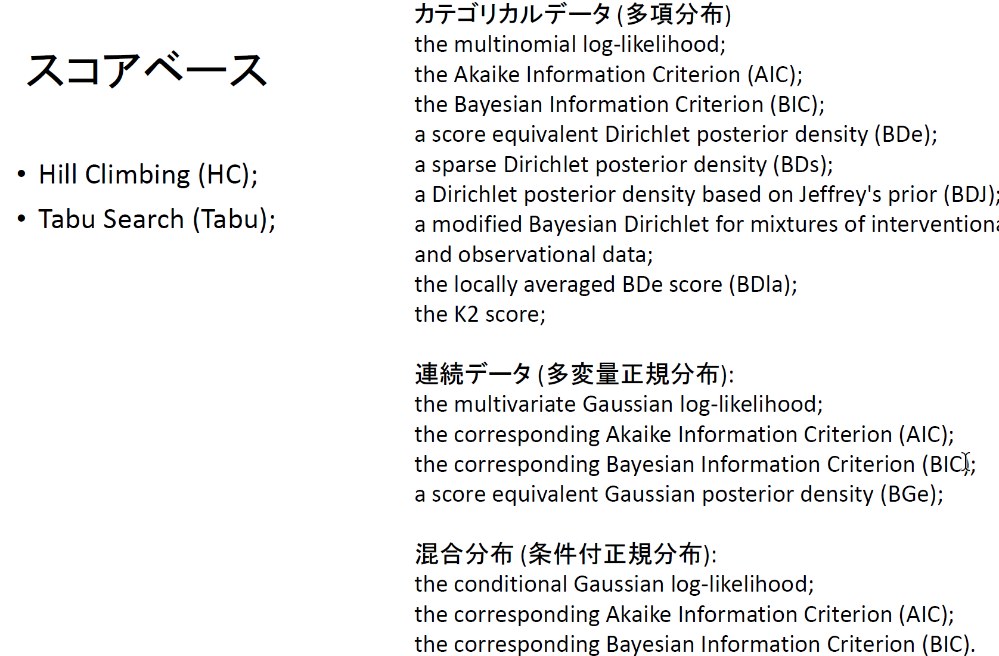 スコアベース
• Hill Climbing (HC);
• Tabu Search (Tabu);
カテゴリカルデータ (多項分布)
the multinomial log-likelihood;
the Akaike Information Criterion (AIC);
the Bayesian Information Criterion (BIC);
a score equivalent Dirichlet posterior density (BDe);
a sparse Dirichlet posterior density (BDs);
a Dirichlet posterior density based on Jeffrey's prior (BDJ);
a modified Bayesian Dirichlet for mixtures of interventiona
and observational data;
the locally averaged BDe score (BDla);
the K2 score;
連続データ (多変量正規分布):
the multivariate Gaussian log-likelihood;
the corresponding Akaike Information Criterion (AIC);
the corresponding Bayesian Information Criterion (BIC);
a score equivalent Gaussian posterior density (BGe);
混合分布 (条件付正規分布):
the conditional Gaussian log-likelihood;
the corresponding Akaike Information Criterion (AIC);
the corresponding Bayesian Information Criterion (BIC).